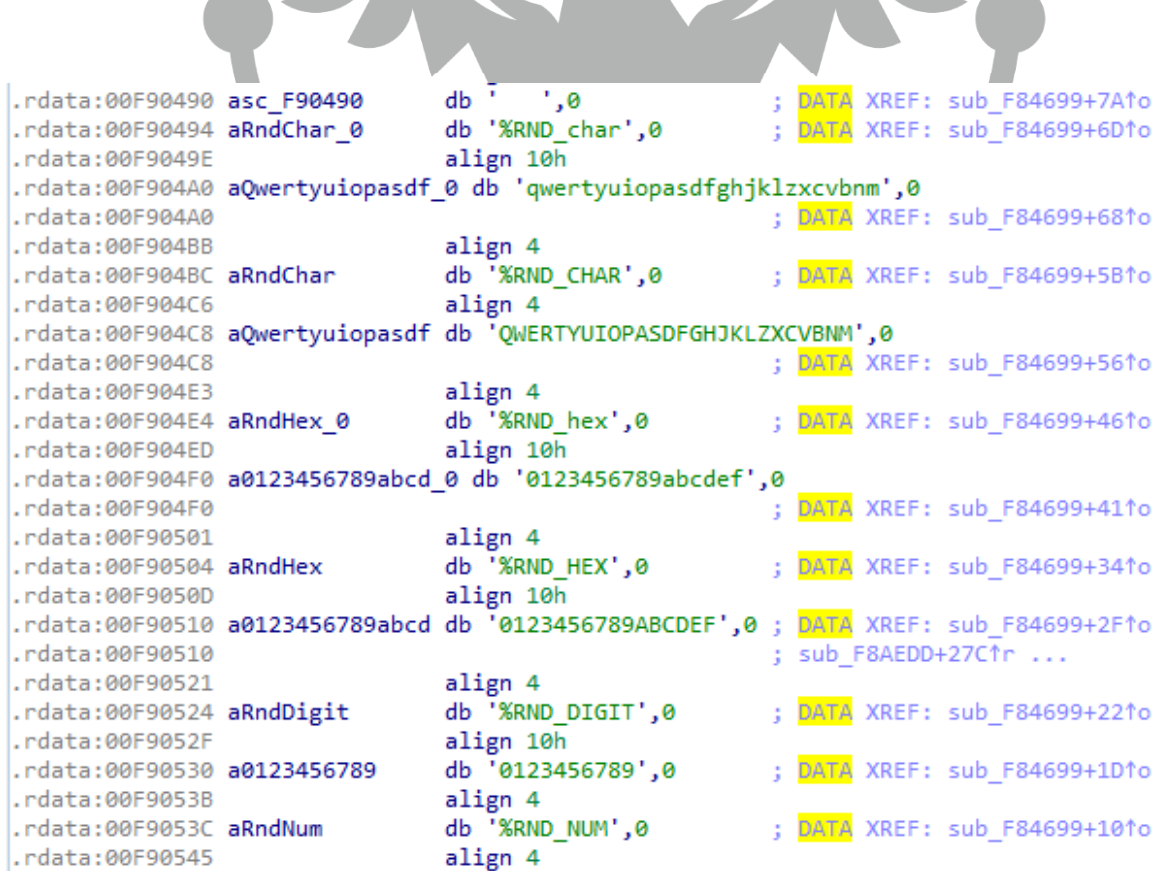 .rdata:00F90490 asc_F90490 db '   ',0 ; DATA XREF: sub_F84699+7A↑o
.rdata:00F90494 aRndChar_0 db '%RND_char',0 ; DATA XREF: sub_F84699+6D↑o
.rdata:00F9049E align 10h
.rdata:00F904A0 aQwertyuiopasdf_0 db 'qwertyuiopasdfghjklzxcvbnm',0
.rdata:00F904A0 ; DATA XREF: sub_F84699+68↑o
.rdata:00F904BB align 4
.rdata:00F904BC aRndChar db '%RND_CHAR',0 ; DATA XREF: sub_F84699+5B↑o
.rdata:00F904C6 align 4
.rdata:00F904C8 aQwertyuiopasdf db 'QWERTYUIOPASDFGHJKLZXCVBNM',0
.rdata:00F904C8 ; DATA XREF: sub_F84699+56↑o
.rdata:00F904E3 align 4
.rdata:00F904E4 aRndHex_0 db '%RND_hex',0 ; DATA XREF: sub_F84699+46↑o
.rdata:00F904ED align 10h
.rdata:00F904F0 a0123456789abcd_0 db '0123456789abcdef',0
.rdata:00F904F0 ; DATA XREF: sub_F84699+41↑o
.rdata:00F90501 align 4
.rdata:00F90504 aRndHex db '%RND_HEX',0 ; DATA XREF: sub_F84699+34↑o
.rdata:00F9050D align 10h
.rdata:00F90510 a0123456789abcd db '0123456789ABCDEF',0 ; DATA XREF: sub_F84699+2F↑o
.rdata:00F90510 ; sub_F8AEDD+27C↑r ...
.rdata:00F90521 align 4
.rdata:00F90524 aRndDigit db '%RND_DIGIT',0 ; DATA XREF: sub_F84699+22↑o
.rdata:00F9052F align 10h
.rdata:00F90530 a0123456789 db '0123456789',0 ; DATA XREF: sub_F84699+1D↑o
.rdata:00F9053B align 4
.rdata:00F9053C aRndNum db '%RND_NUM',0 ; DATA XREF: sub_F84699+10↑o
.rdata:00F90545 align 4